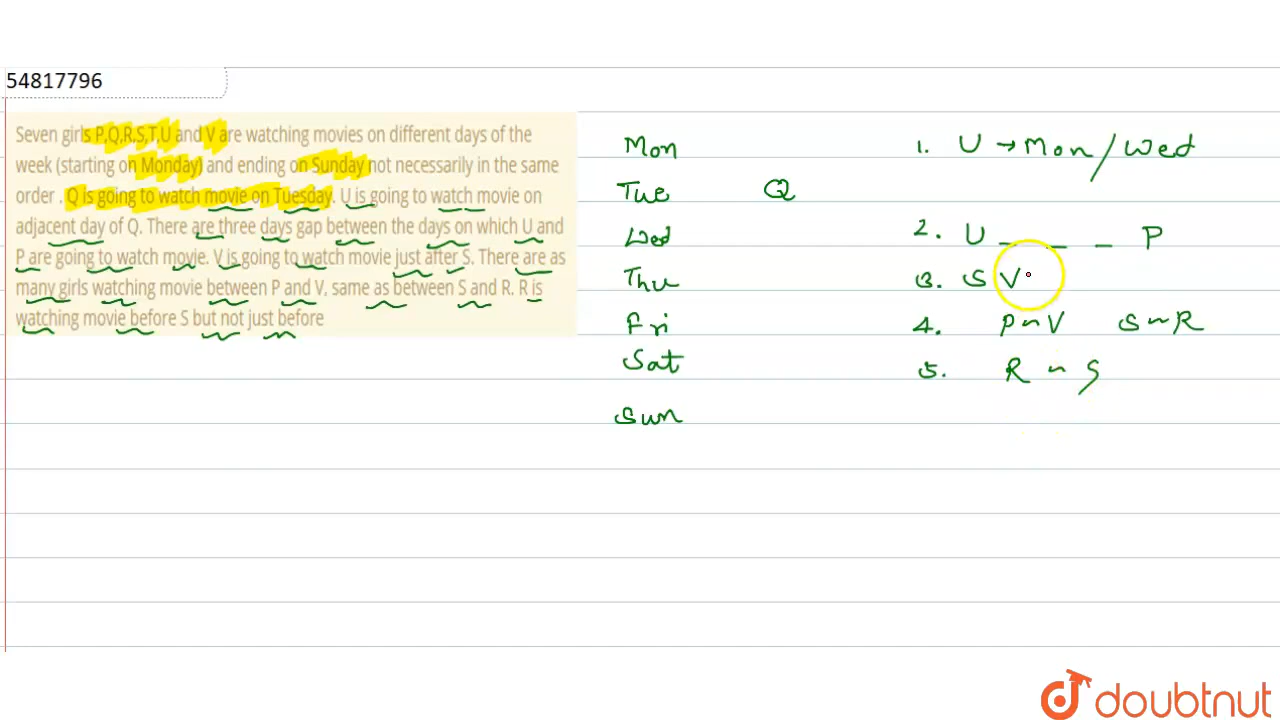 54817796
Seven girls P,Q,R,S,T,U and V are watching movies on different days of the
week (starting on Monday) and ending on Sunday not necessarily in the same
order . Q is going to watch movie on Tuesday. U is going to watch movie on
adjacent day of Q. There are three days gap between the days on which U and
P are going to watch movie. V is going to watch movie just after S. There are as
many girls watching movie between P and V, same as between S and R. R is
watching movie before S but not just before
Mon
Tue Q
Wed
Thu
Fri
Sat
Sun
1. U → Mon / Wed
2. U _ _ _ P
3. S V
4. P ~ V S ~ R
5. R ~ S
doubtnut